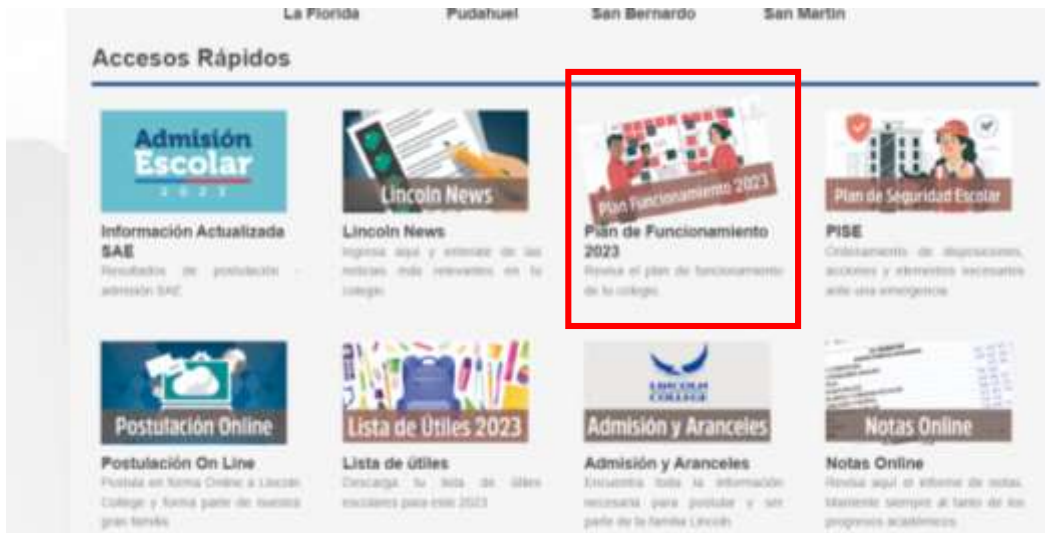 La Florida Pudahuel San Bernardo San Martín
Accesos Rápidos
Admisión
Escolar
2023
Lincoln News
Plan Funcionamiento 2023
Plan de Seguridad Escolar
Información Actualizada
SAE
Resultados de postulación -
admisión SAE.
Lincoln News
Ingresa aquí y entérate de las
noticias más relevantes en tu
colegio.
Plan de Funcionamiento
2023
Revisa el plan de funcionamiento
de tu colegio.
PISE
Ordenamiento de disposiciones,
acciones y elementos necesarios
ante una emergencia.
Postulación Online
Lista de Útiles 2023
LINCOLN
COLLEGE
Admisión y Aranceles
Notas Online
Postulación On Line
Postula en forma Online a Lincoln
College y forma parte de nuestra
gran familia.
Lista de útiles
Descarga tu lista de útiles
escolares para este 2023
Admisión y Aranceles
Encuentra toda la información
necesaria para postular y ser
parte de la familia Lincoln.
Notas Online
Revisa aquí el informe de notas.
Mantente siempre al tanto de los
progresos académicos.